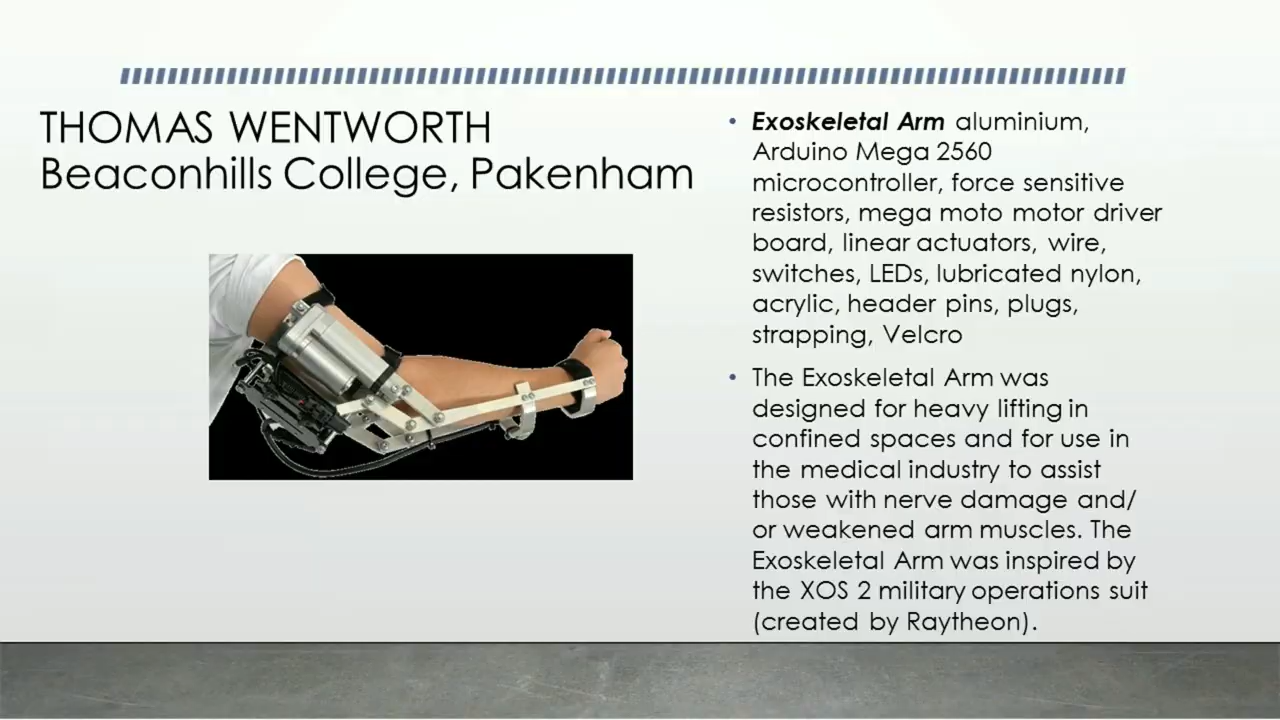 THOMAS WENTWORTH
Beaconhills College, Pakenham
• Exoskeletal Arm aluminium,
Arduino Mega 2560
microcontroller, force sensitive
resistors, mega moto motor driver
board, linear actuators, wire,
switches, LEDs, lubricated nylon,
acrylic, header pins, plugs,
strapping, Velcro
• The Exoskeletal Arm was
designed for heavy lifting in
confined spaces and for use in
the medical industry to assist
those with nerve damage and/
or weakened arm muscles. The
Exoskeletal Arm was inspired by
the XOS 2 military operations suit
(created by Raytheon).